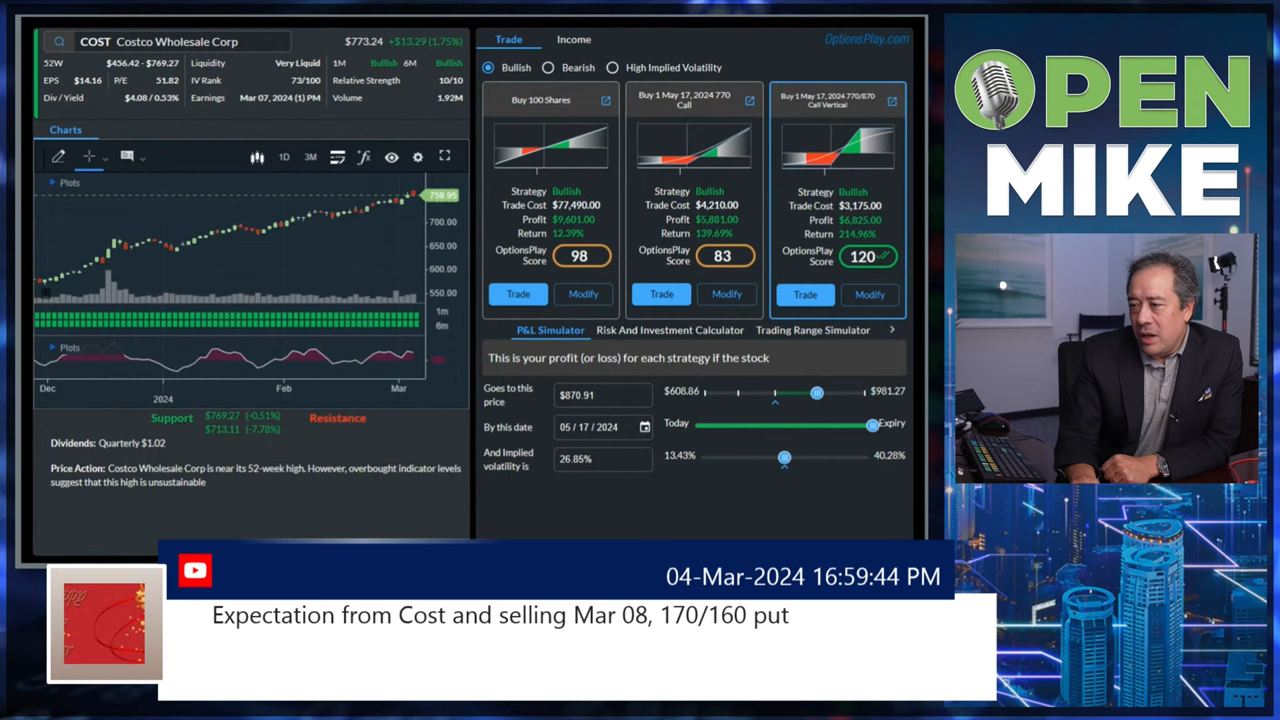 COST Costco Wholesale Corp
$773.24 +$13.29 (1.75%)
52W $456.42 - $769.27 Liquidity Very Liquid 1M Bullish 6M Bullish
EPS $14.16 P/E 51.82 IV Rank 73/100 Relative Strength 10/10
Div / Yield $4.08 / 0.53% Earnings Mar 07, 2024 (1) PM Volume 1.92M
Charts
1D 3M
Plots
759.95
700.00
650.00
600.00
550.00
1m
6m
Plots
Dec Feb Mar
2024
Support $769.27 (-0.51%) Resistance
$713.11 (-7.78%)
Dividends: Quarterly $1.02
Price Action: Costco Wholesale Corp is near its 52-week high. However, overbought indicator levels
suggest that this high is unsustainable
Trade Income OptionsPlay.com
Bullish Bearish High Implied Volatility
Buy 100 Shares
Strategy Bullish
Trade Cost $77,490.00
Profit $9,601.00
Return 12.39%
OptionsPlay
Score 98
Trade Modify
Buy 1 May 17, 2024 770
Call
Strategy Bullish
Trade Cost $4,210.00
Profit $5,881.00
Return 139.69%
OptionsPlay
Score 83
Trade Modify
Buy 1 May 17, 2024 770/870
Call Vertical
Strategy Bullish
Trade Cost $3,175.00
Profit $6,825.00
Return 214.96%
OptionsPlay
Score 120
Trade Modify
P&L Simulator Risk And Investment Calculator Trading Range Simulator
This is your profit (or loss) for each strategy if the stock
Goes to this
price $870.91 $608.86 $981.27
By this date 05 / 17 / 2024 Today Expiry
And Implied
volatility is 26.85% 13.43% 40.28%
OPEN
MIKE
04-Mar-2024 16:59:44 PM
Expectation from Cost and selling Mar 08, 170/160 put